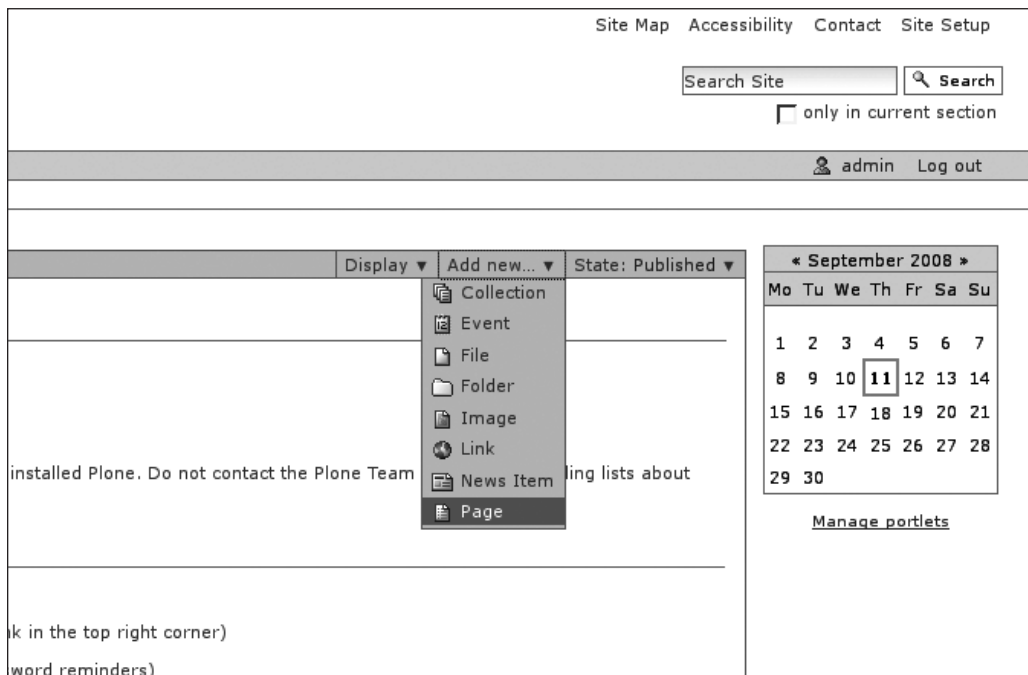 Site Map Accessibility Contact Site Setup
Search Site Search
only in current section
admin Log out
Display ▼ Add new... ▼ State: Published ▼
Collection
Event
File
Folder
Image
Link
News Item
Page
« September 2008 »
Mo Tu We Th Fr Sa Su
1 2 3 4 5 6 7
8 9 10 11 12 13 14
15 16 17 18 19 20 21
22 23 24 25 26 27 28
29 30
Manage portlets
installed Plone. Do not contact the Plone Team ling lists about
k in the top right corner)
word reminders)